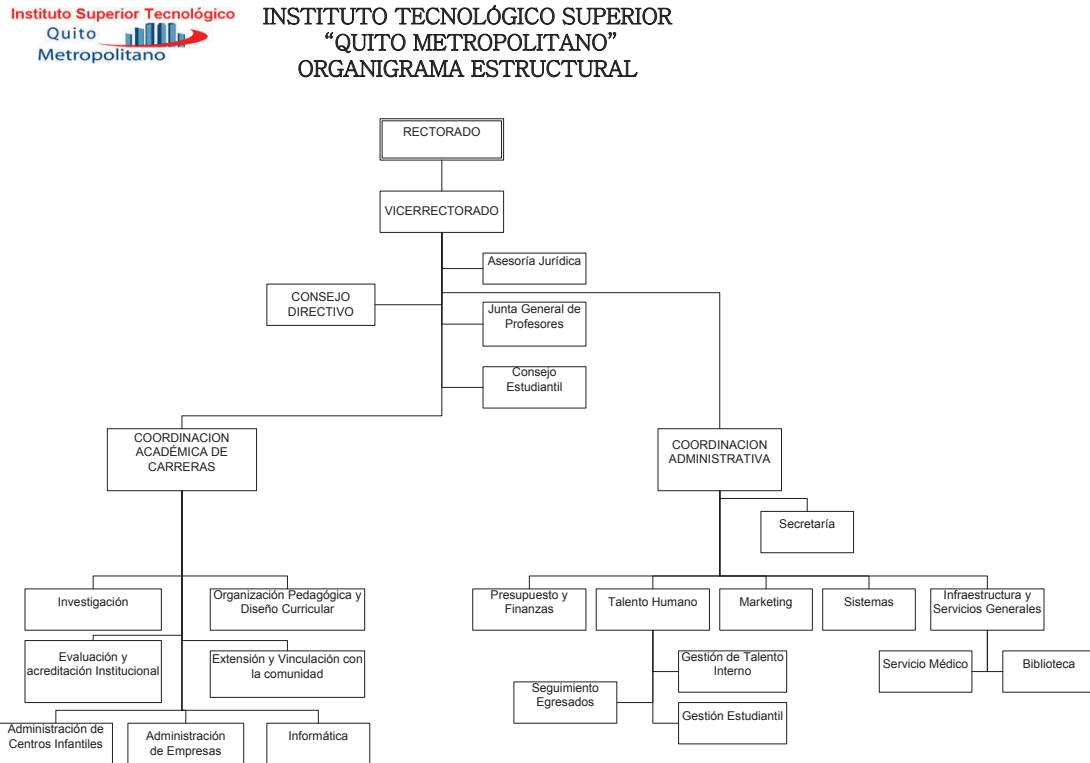 Instituto Superior Tecnológico
Quito
Metropolitano
INSTITUTO TECNOLÓGICO SUPERIOR
“QUITO METROPOLITANO”
ORGANIGRAMA ESTRUCTURAL
RECTORADO
VICERRECTORADO
Asesoría Jurídica
CONSEJO
DIRECTIVO
Junta General de
Profesores
Consejo
Estudiantil
COORDINACION
ACADÉMICA DE
CARRERAS
COORDINACION
ADMINISTRATIVA
Secretaría
Investigación
Organización Pedagógica y
Diseño Curricular
Evaluación y
acreditación Institucional
Extensión y Vinculación con
la comunidad
Administración de
Centros Infantiles
Administración
de Empresas
Informática
Presupuesto y
Finanzas
Talento Humano
Marketing
Sistemas
Infraestructura y
Servicios Generales
Gestión de Talento
Interno
Seguimiento
Egresados
Gestión Estudiantil
Servicio Médico
Biblioteca